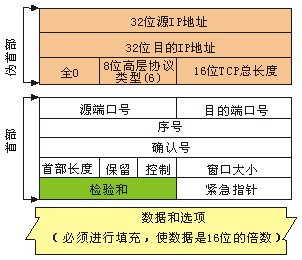 伪首部
32位源IP地址
32位目的IP地址
全0
8位高层协议
类型(6)
16位TCP总长度
首部
源端口号
目的端口号
序号
确认号
首部长度
保留
控制
窗口大小
检验和
紧急指针
数据和选项
(必须进行填充，使数据是16位的倍数)